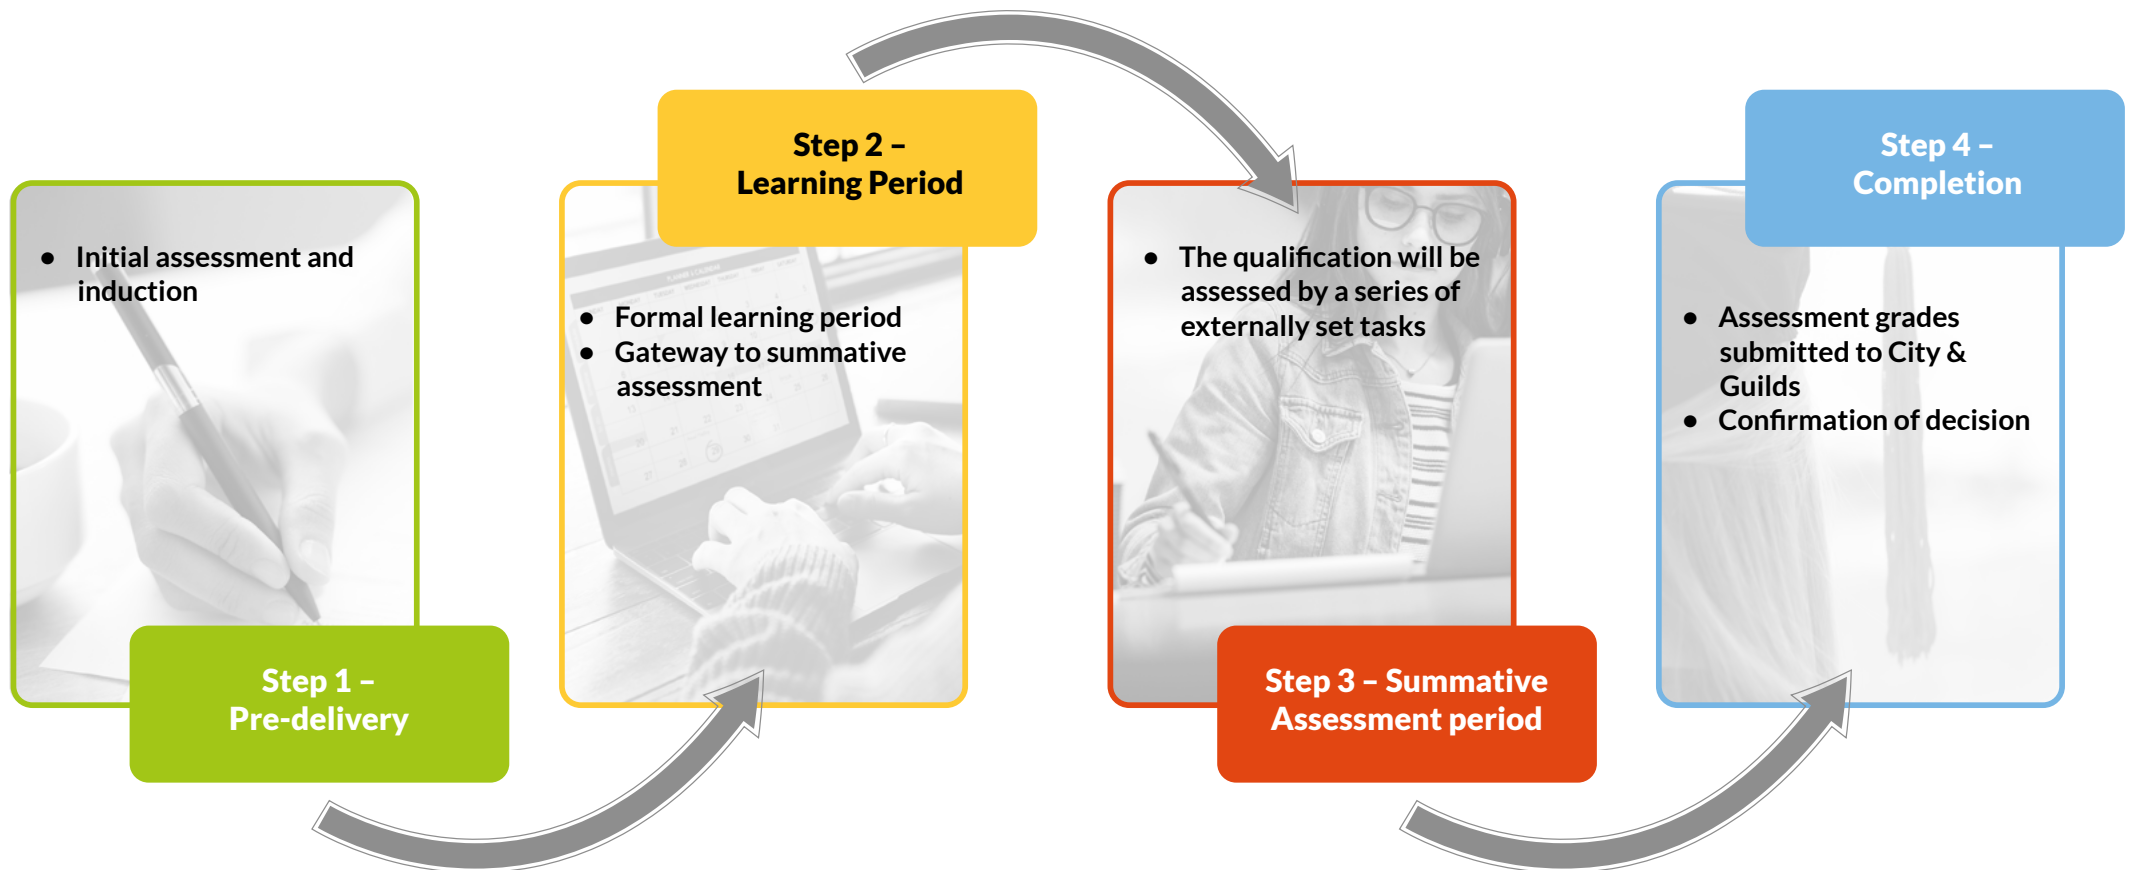 ● Initial assessment and
induction
Step 1 –
Pre-delivery
Step 2 –
Learning Period
● Formal learning period
● Gateway to summative
assessment
● The qualification will be
assessed by a series of
externally set tasks
Step 3 – Summative
Assessment period
Step 4 –
Completion
● Assessment grades
submitted to City &
Guilds
● Confirmation of decision